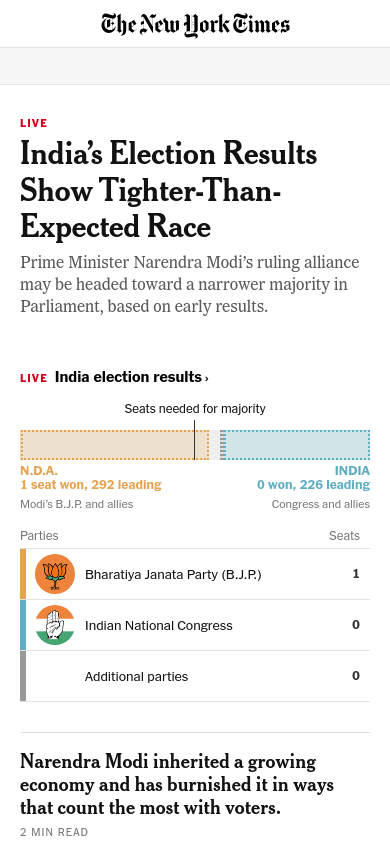 The New York Times
LIVE
India’s Election Results
Show Tighter-Than-
Expected Race
Prime Minister Narendra Modi’s ruling alliance
may be headed toward a narrower majority in
Parliament, based on early results.
LIVE India election results ›
Seats needed for majority
N.D.A. INDIA
1 seat won, 292 leading 0 won, 226 leading
Modi’s B.J.P. and allies Congress and allies
Parties Seats
Bharatiya Janata Party (B.J.P.) 1
Indian National Congress 0
Additional parties 0
Narendra Modi inherited a growing
economy and has burnished it in ways
that count the most with voters.
2 MIN READ